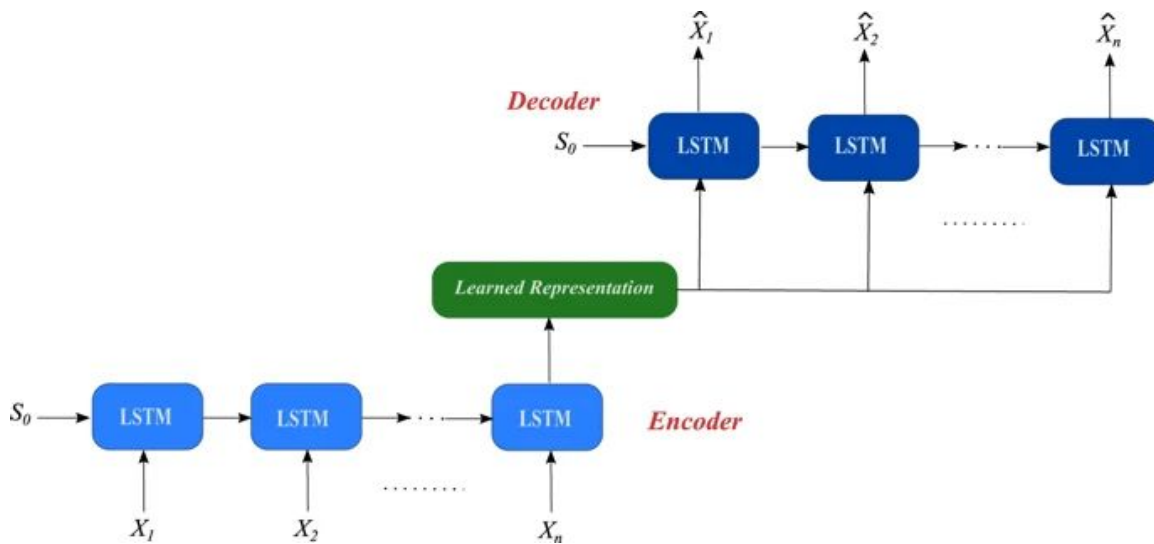 X̂₁ X̂₂ X̂ₙ
Decoder
S₀ LSTM LSTM ... LSTM
.........
Learned Representation
S₀ LSTM LSTM ... LSTM Encoder
.........
X₁ X₂ Xₙ